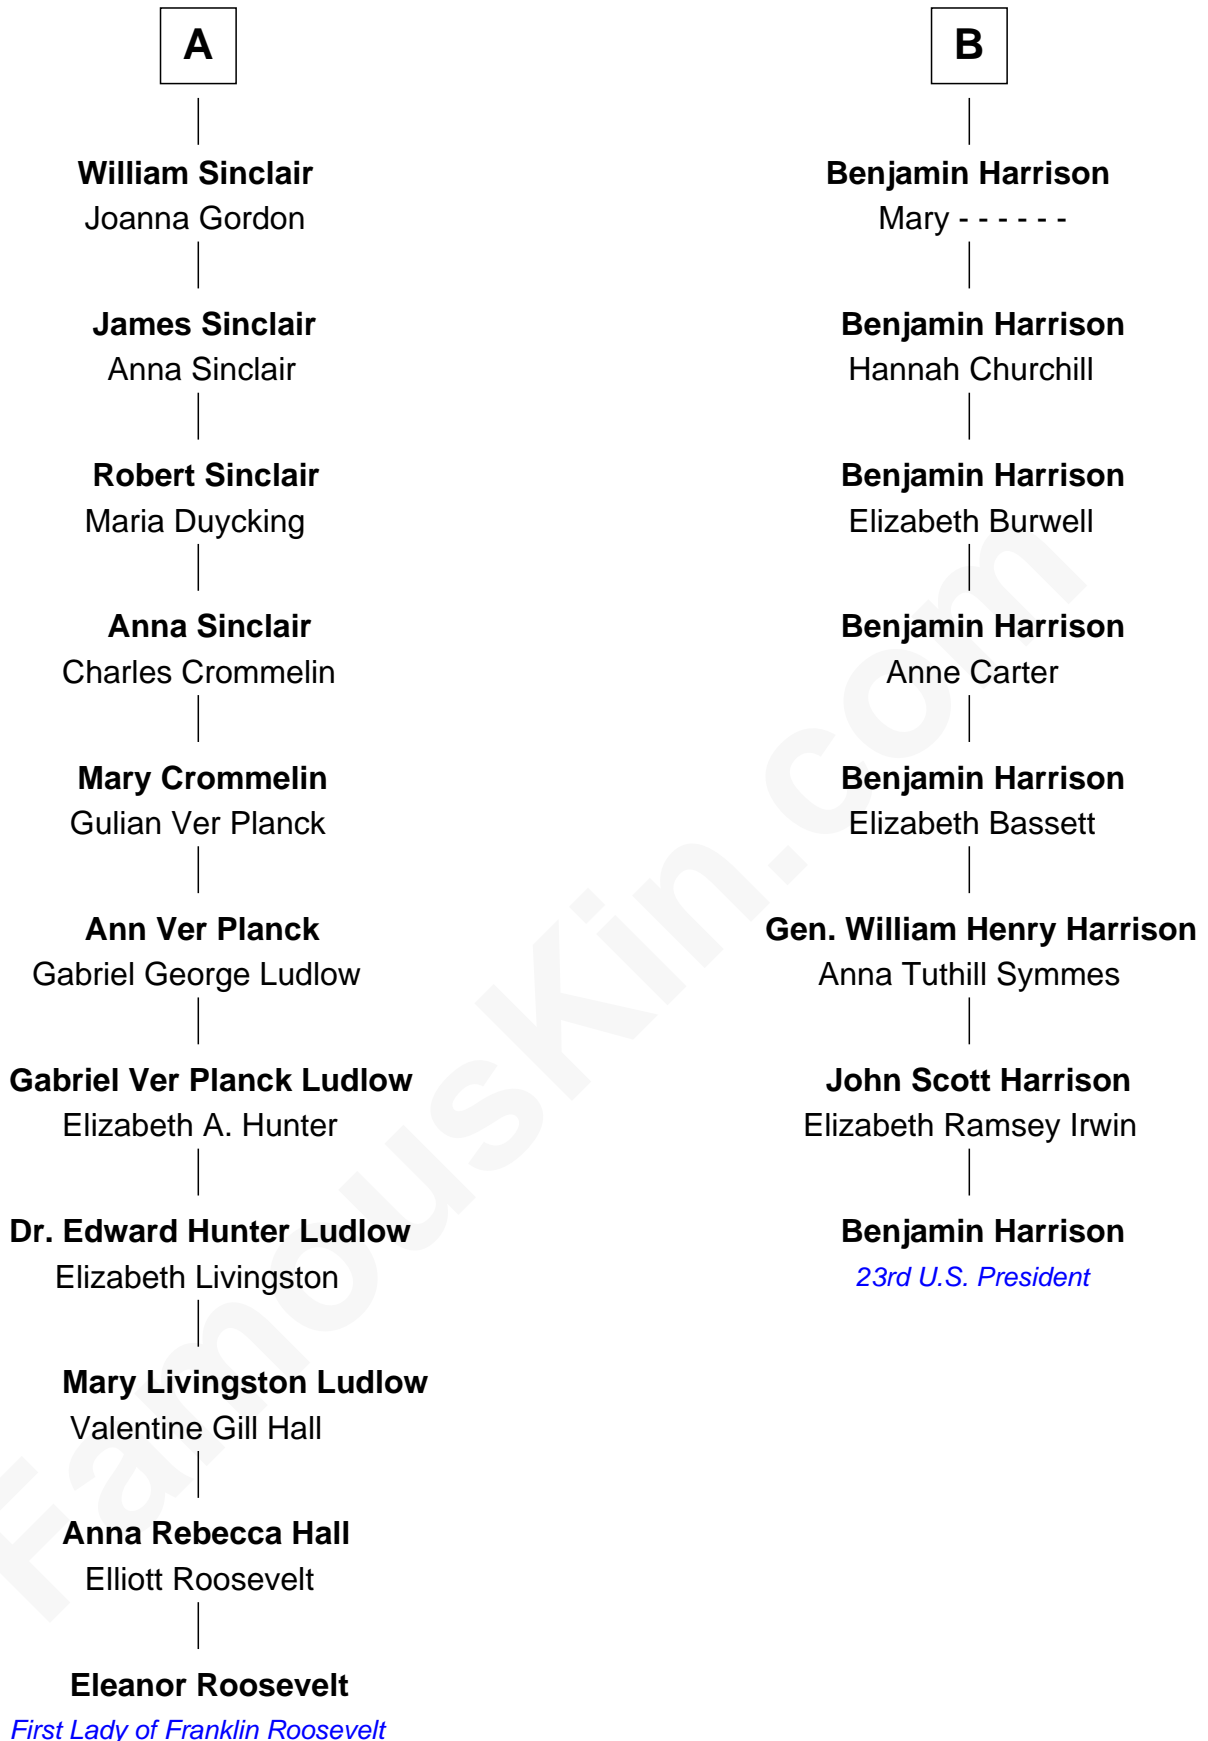 A
William Sinclair
Joanna Gordon
James Sinclair
Anna Sinclair
Robert Sinclair
Maria Duycking
Anna Sinclair
Charles Crommelin
Mary Crommelin
Gulian Ver Planck
Ann Ver Planck
Gabriel George Ludlow
Gabriel Ver Planck Ludlow
Elizabeth A. Hunter
Dr. Edward Hunter Ludlow
Elizabeth Livingston
Mary Livingston Ludlow
Valentine Gill Hall
Anna Rebecca Hall
Elliott Roosevelt
Eleanor Roosevelt
First Lady of Franklin Roosevelt
B
Benjamin Harrison
Mary - - - - - -
Benjamin Harrison
Hannah Churchill
Benjamin Harrison
Elizabeth Burwell
Benjamin Harrison
Anne Carter
Benjamin Harrison
Elizabeth Bassett
Gen. William Henry Harrison
Anna Tuthill Symmes
John Scott Harrison
Elizabeth Ramsey Irwin
Benjamin Harrison
23rd U.S. President
FamousKin.com